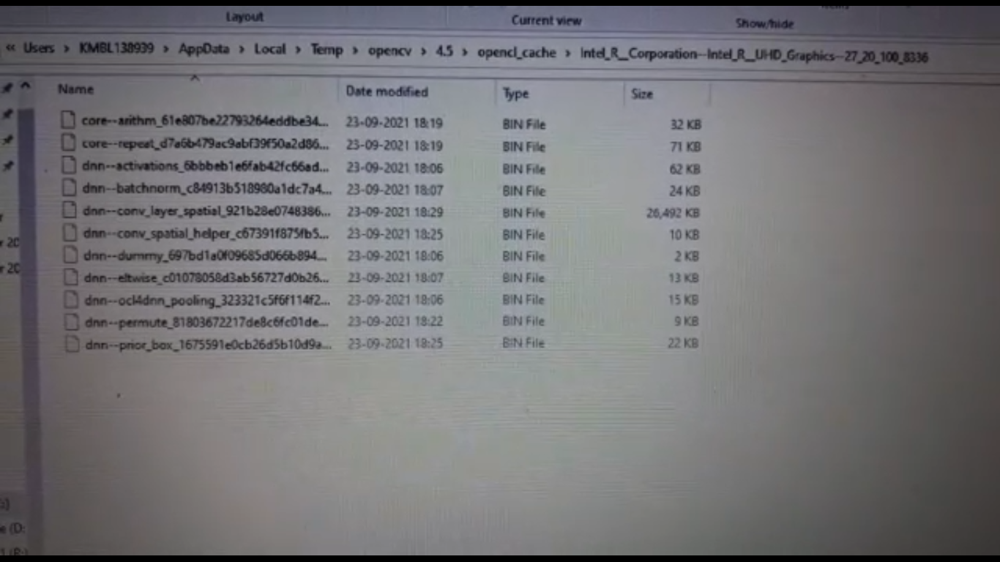 Layout
Current view
Show/hide
« Users > KMBL138939 > AppData > Local > Temp > opencv > 4.5 > opencl_cache > Intel_R__Corporation--Intel_R__UHD_Graphics--27_20_100_8336
Name Date modified Type Size
core--arithm_61e807be22793264eddbe34... 23-09-2021 18:19 BIN File 32 KB
core--repeat_d7a6b479ac9abf39f50a2d86... 23-09-2021 18:19 BIN File 71 KB
dnn--activations_6bbbeb1e6fab42fc66ad... 23-09-2021 18:06 BIN File 62 KB
dnn--batchnorm_c84913b518980a1dc7a4... 23-09-2021 18:07 BIN File 24 KB
dnn--conv_layer_spatial_921b28e0748386... 23-09-2021 18:29 BIN File 26,492 KB
dnn--conv_spatial_helper_c67391f875fb5... 23-09-2021 18:25 BIN File 10 KB
dnn--dummy_697bd1a0f09685d066b894... 23-09-2021 18:06 BIN File 2 KB
dnn--eltwise_c01078058d3ab56727d0b26... 23-09-2021 18:07 BIN File 13 KB
dnn--ocl4dnn_pooling_323321c5f6f114f2... 23-09-2021 18:06 BIN File 15 KB
dnn--permute_81803672217de8c6fc01de... 23-09-2021 18:22 BIN File 9 KB
dnn--prior_box_1675591e0cb26d5b10d9a... 23-09-2021 18:25 BIN File 22 KB
r 20
r 20
e (D: